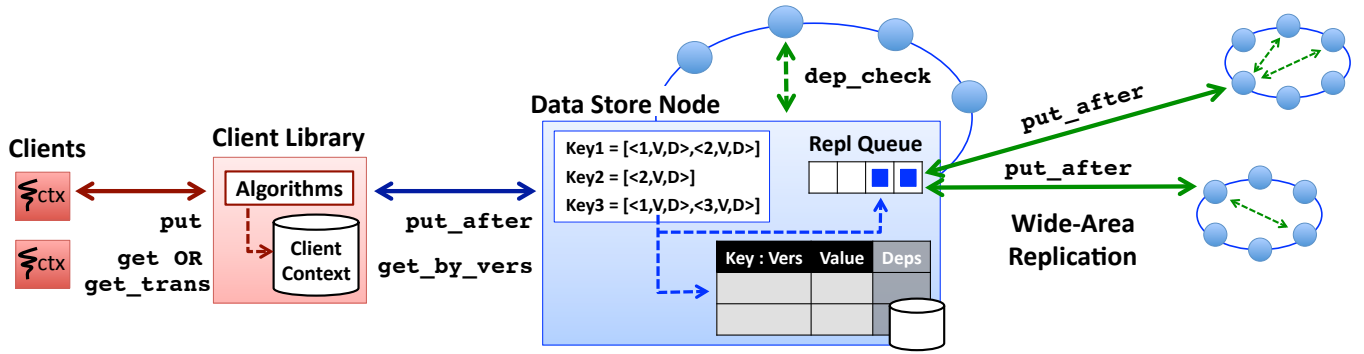 Clients
ctx
ctx
put
get OR
get_trans
Client Library
Algorithms
Client
Context
put_after
get_by_vers
Data Store Node
Key1 = [<1,V,D>,<2,V,D>]
Key2 = [<2,V,D>]
Key3 = [<1,V,D>,<3,V,D>]
dep_check
Repl Queue
Key : Vers Value Deps
put_after
put_after
Wide-Area
Replication